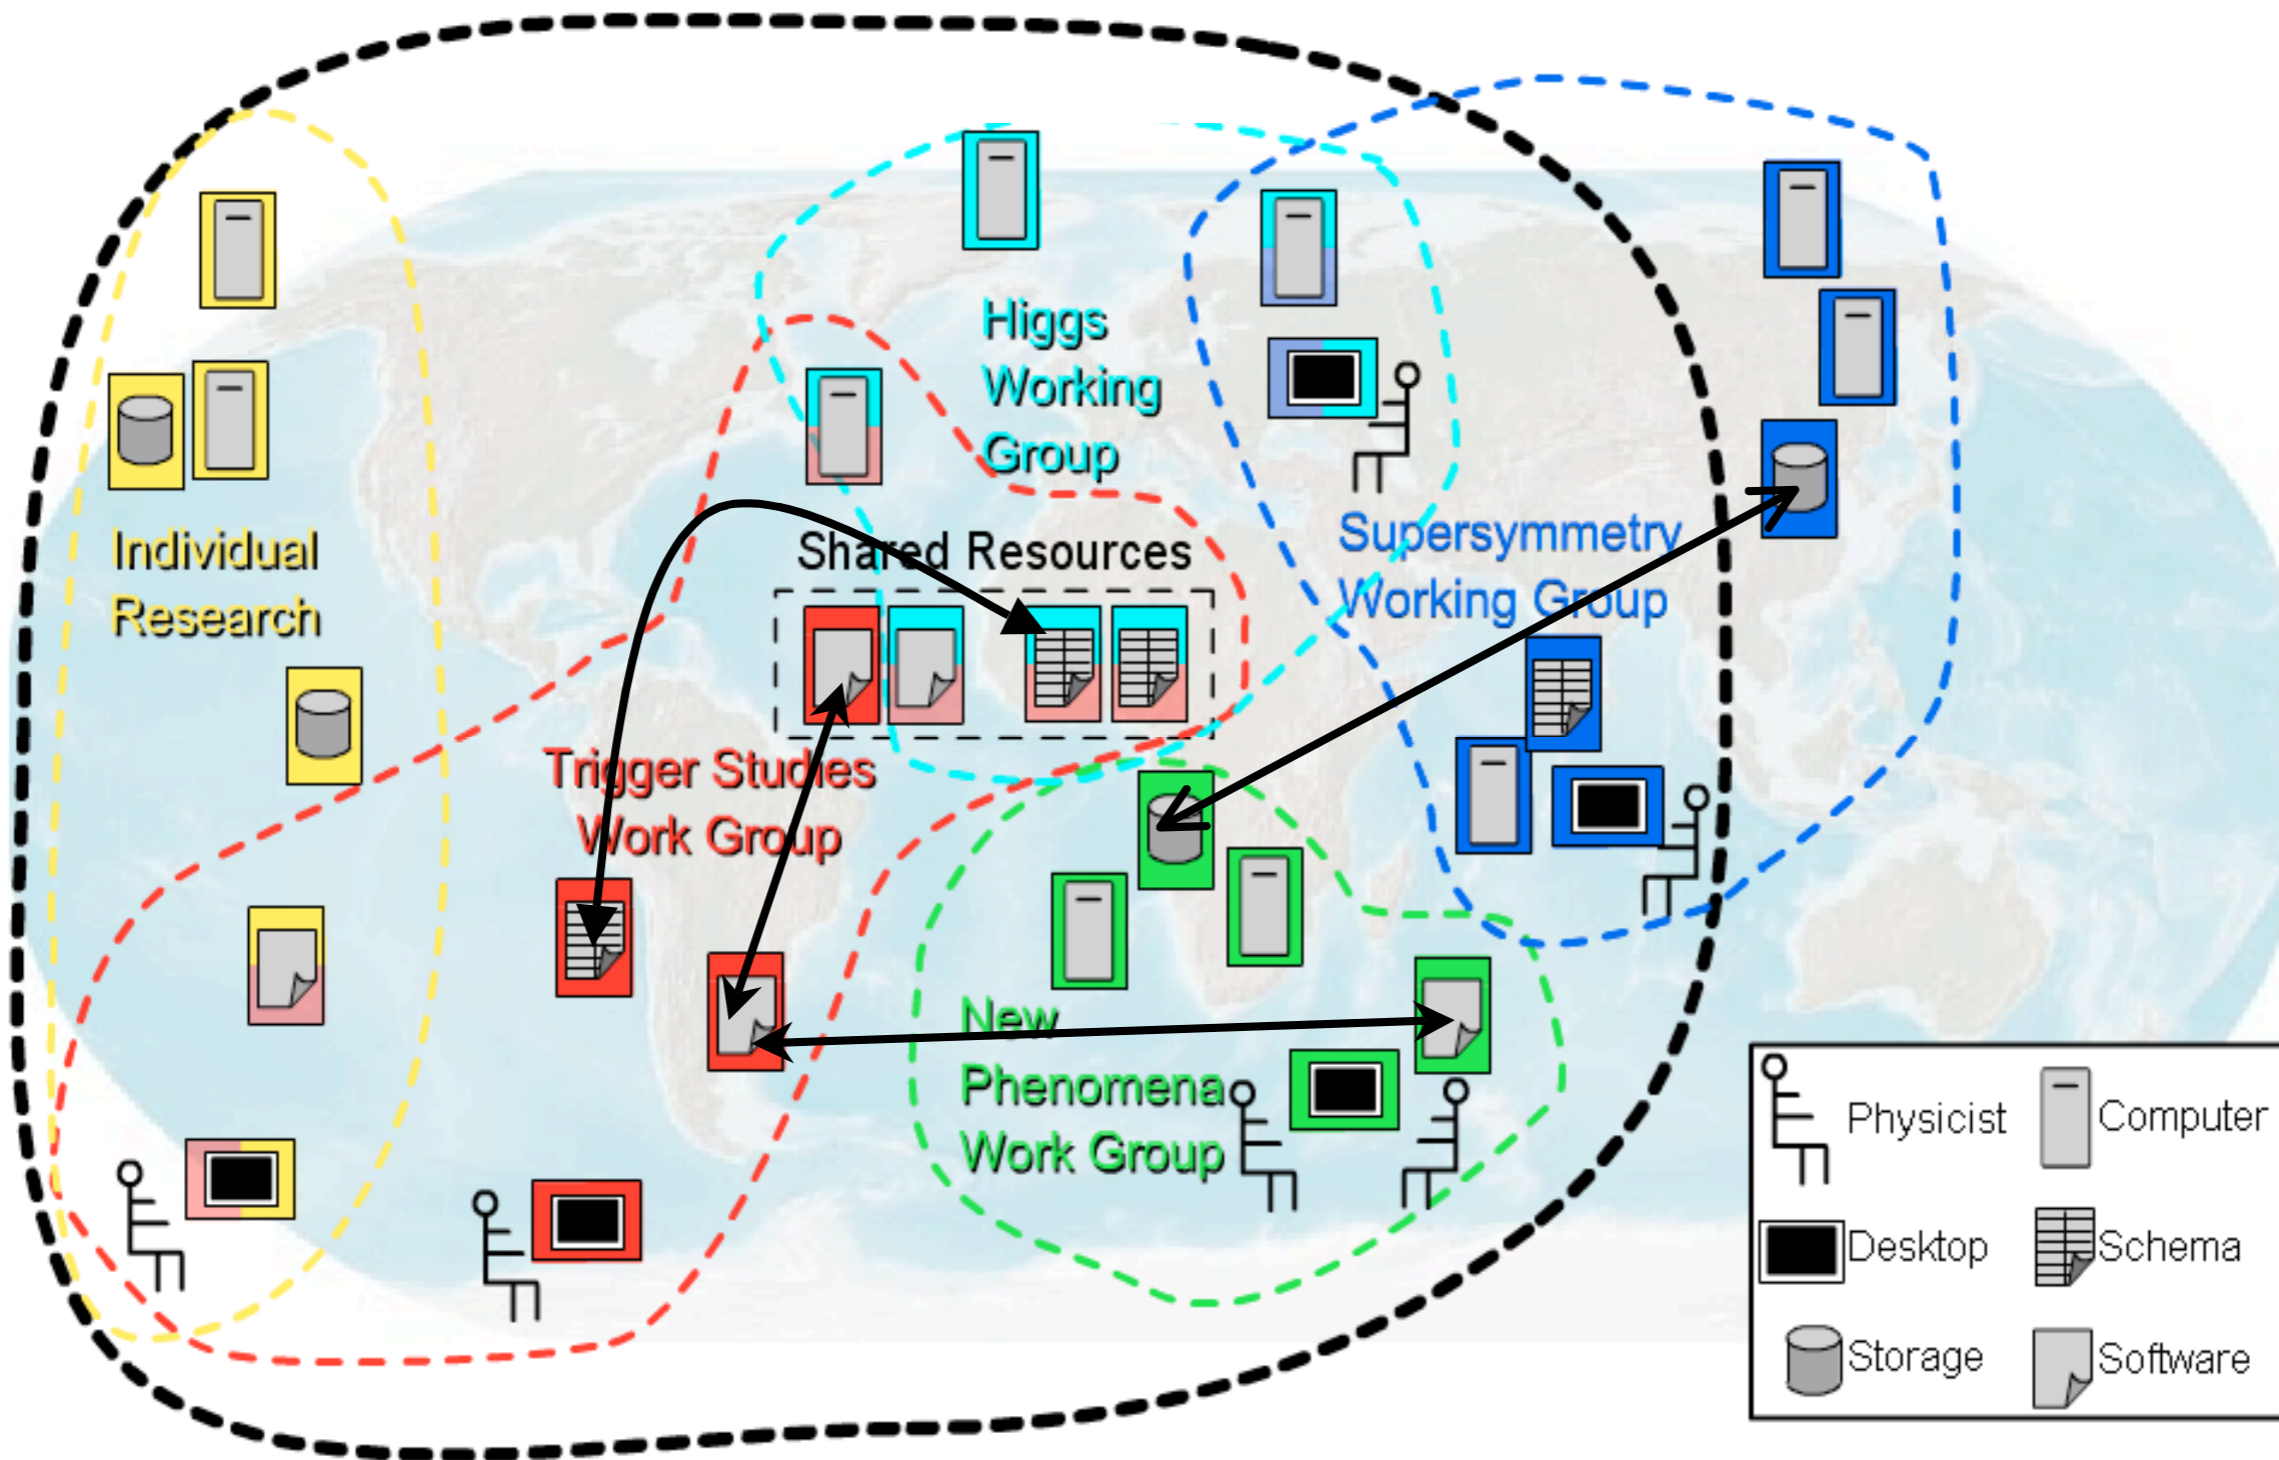 Higgs
Working
Group
Individual
Research
Shared Resources
Supersymmetry
Working Group
Trigger Studies
Work Group
New
Phenomena
Work Group
Physicist
Computer
Desktop
Schema
Storage
Software